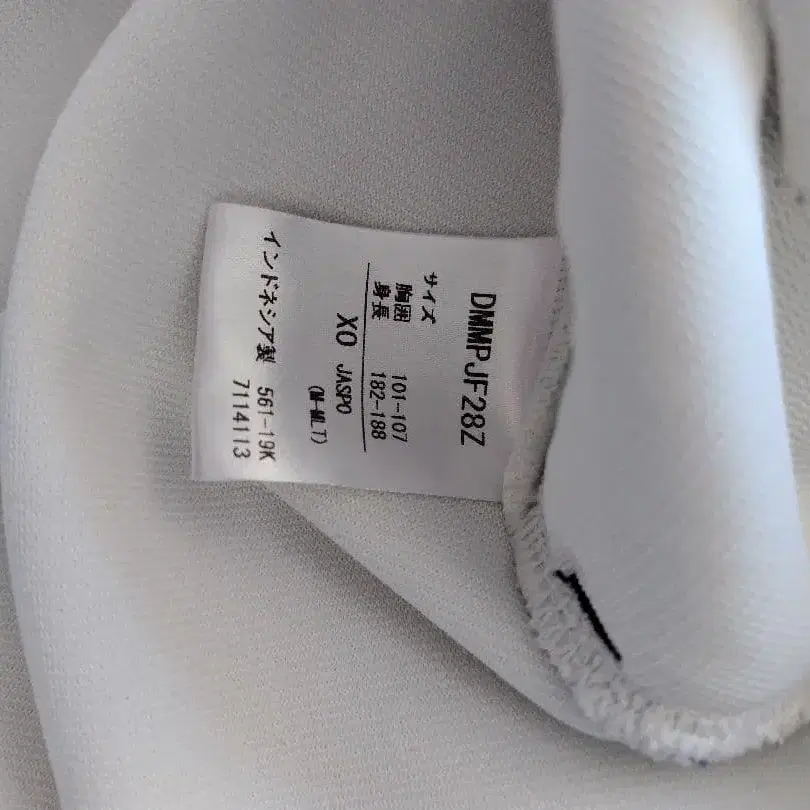 DMMPJF28Z
サイズ
胸囲 101-107
身長 182-188
XO JASPO
(M-WLT)
インドネシア製 561-19K
7114113